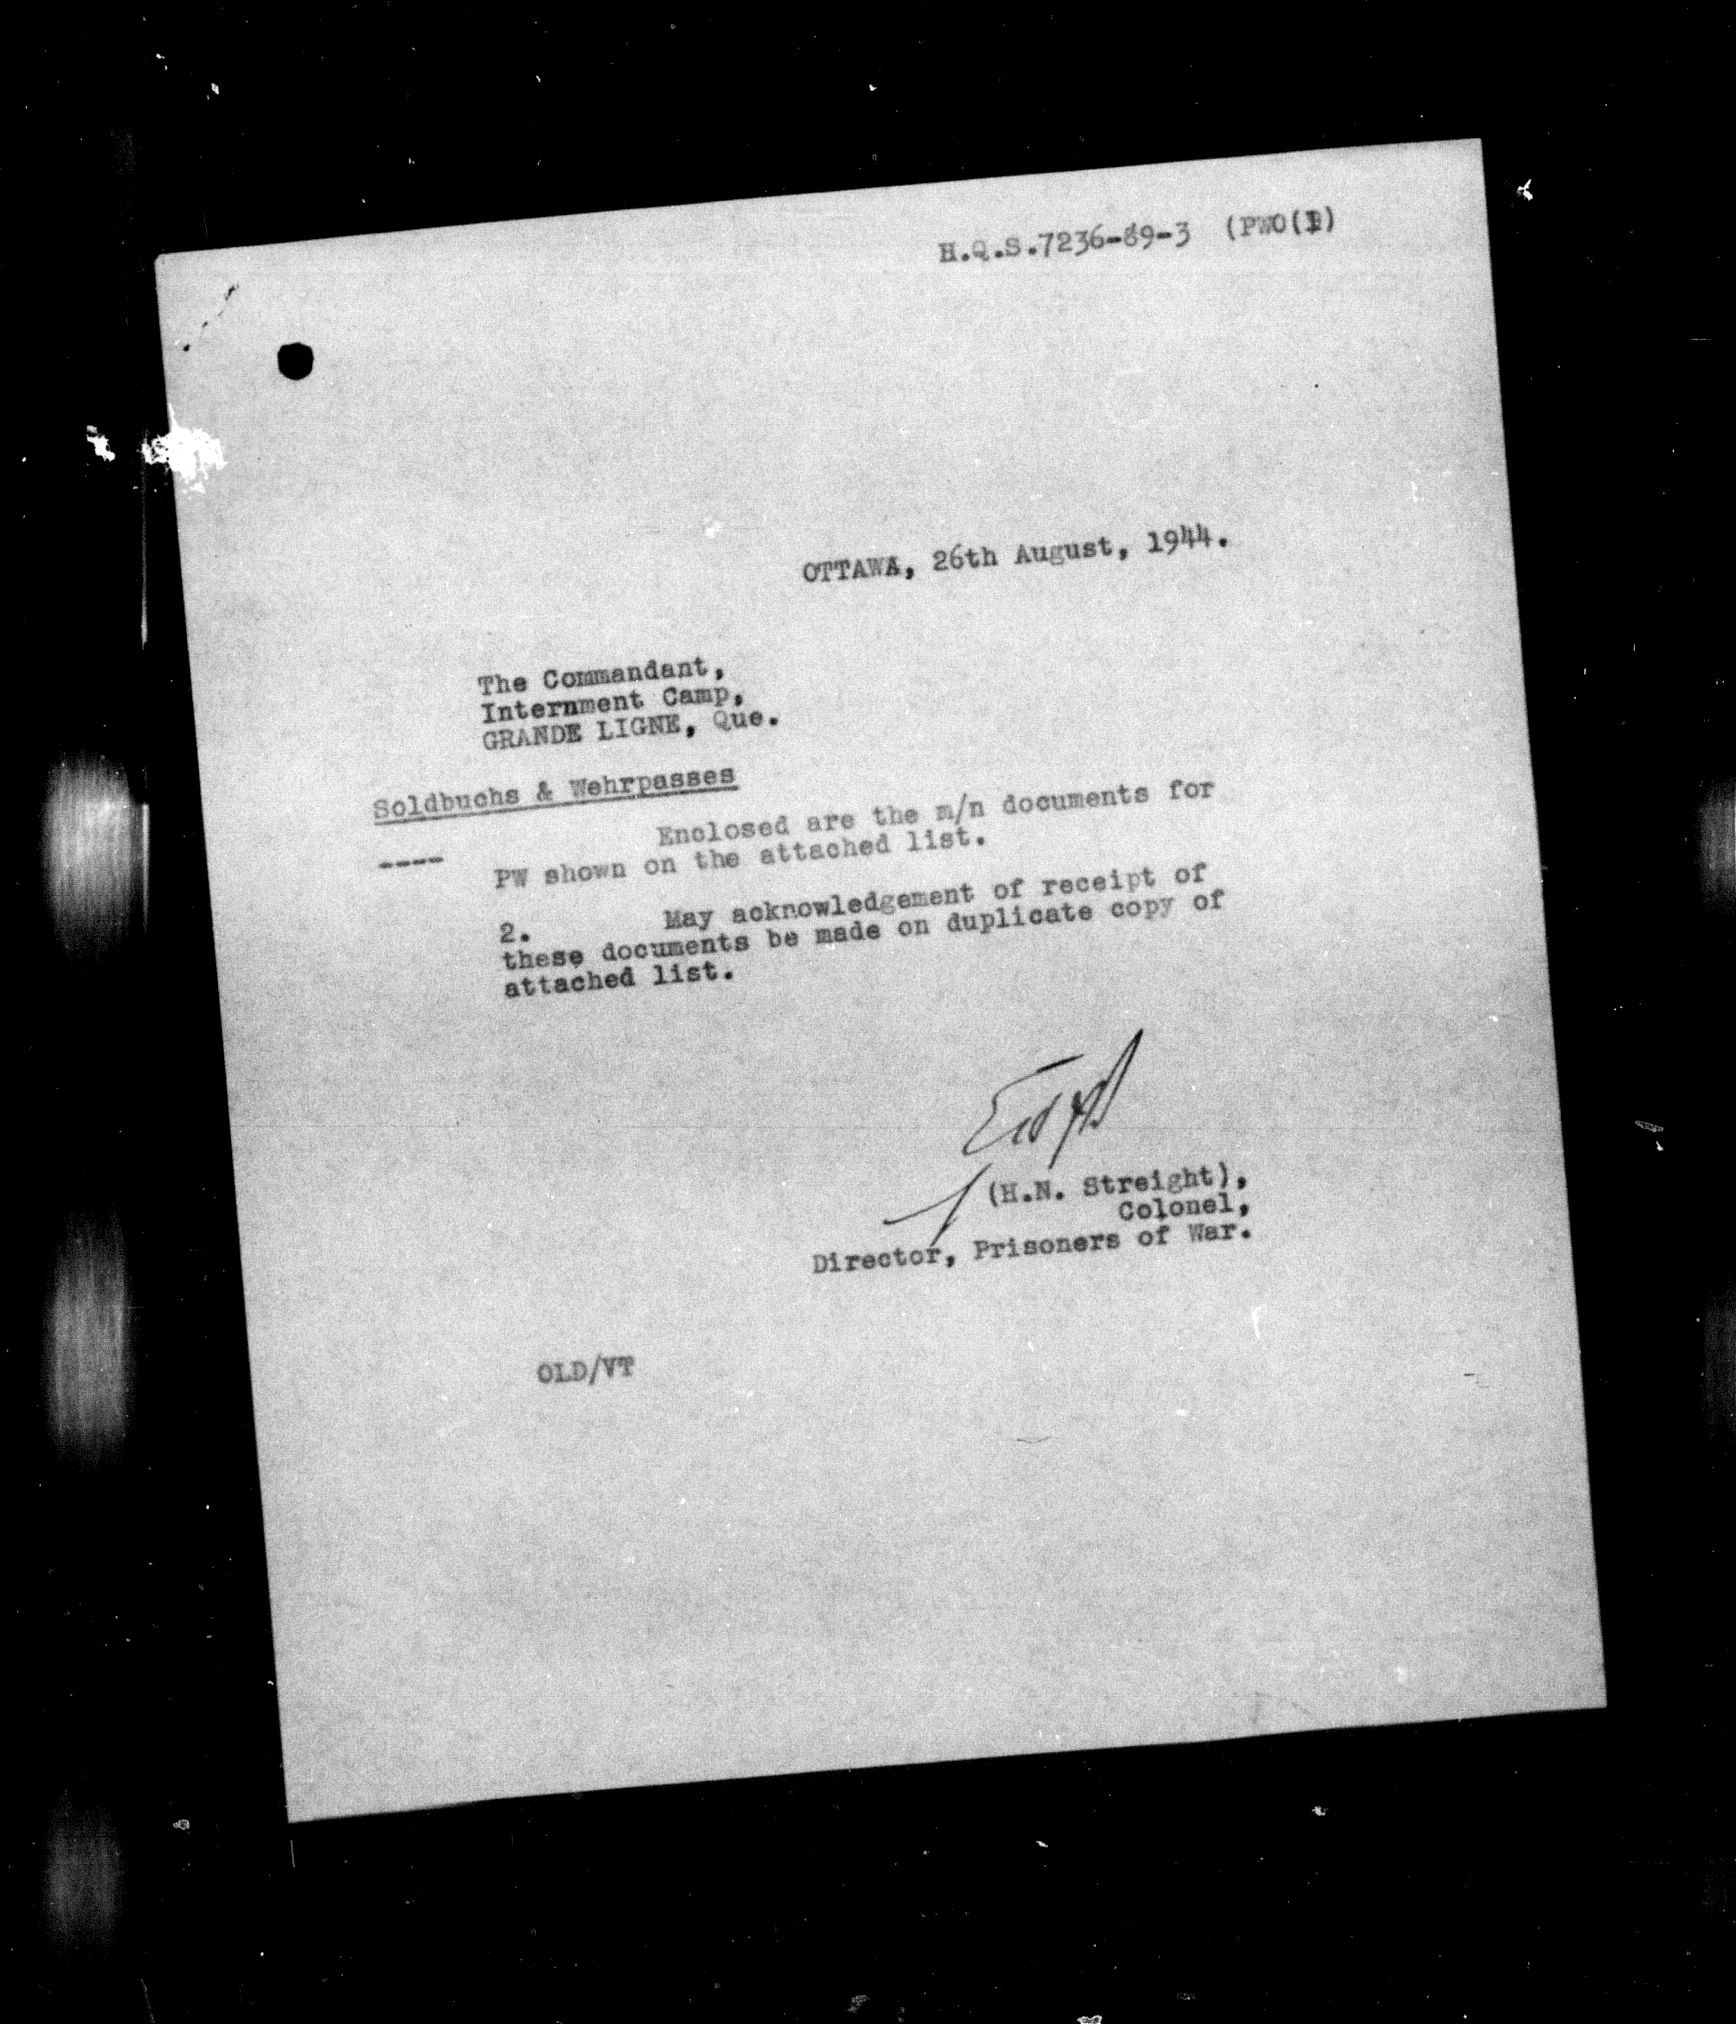 H.Q.S.7236-89-3 (PWO(1)
OTTAWA, 26th August, 1944.
The Commandant,
Internment Camp,
GRANDE LIGNE, Que.
Soldbuchs & Wehrpasses
Enclosed are the m/n documents for
---- PW shown on the attached list.
2. May acknowledgement of receipt of
these documents be made on duplicate copy of
attached list.
(H.N. Streight),
Colonel,
Director, Prisoners of War.
OLD/VT